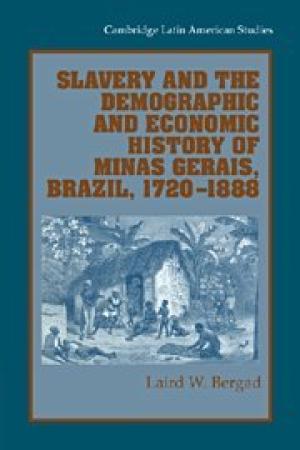 Cambridge Latin American Studies
SLAVERY AND THE
DEMOGRAPHIC
AND ECONOMIC
HISTORY OF
MINAS GERAIS,
BRAZIL, 1720–1888
Laird W. Bergad